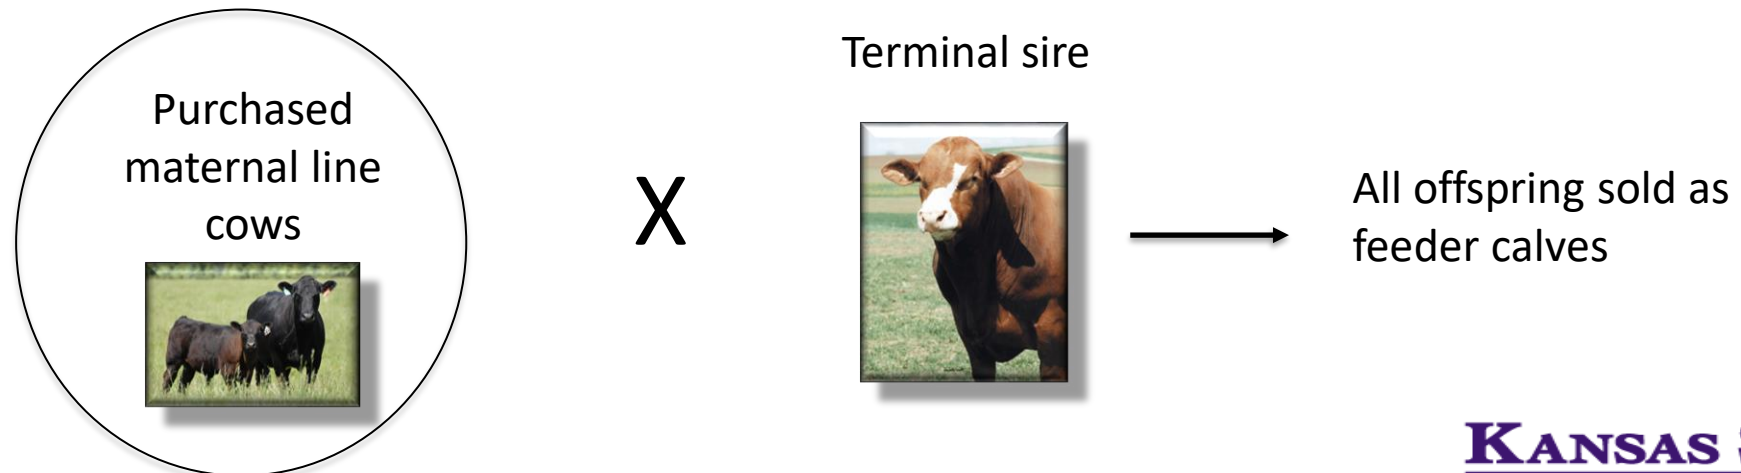 Purchased
maternal line
cows
X
Terminal sire
All offspring sold as
feeder calves
KANSAS